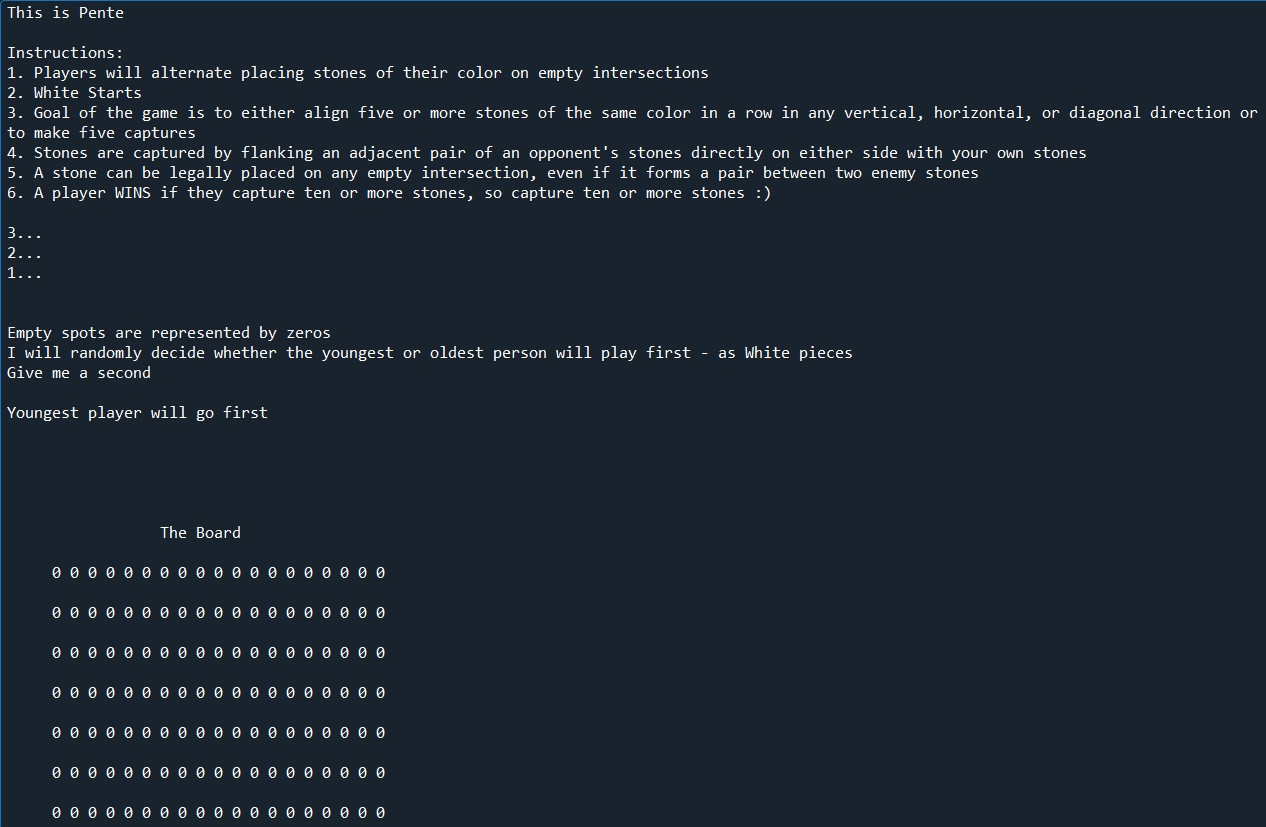 This is Pente
Instructions:
1. Players will alternate placing stones of their color on empty intersections
2. White Starts
3. Goal of the game is to either align five or more stones of the same color in a row in any vertical, horizontal, or diagonal direction or
to make five captures
4. Stones are captured by flanking an adjacent pair of an opponent's stones directly on either side with your own stones
5. A stone can be legally placed on any empty intersection, even if it forms a pair between two enemy stones
6. A player WINS if they capture ten or more stones, so capture ten or more stones :)
3...
2...
1...
Empty spots are represented by zeros
I will randomly decide whether the youngest or oldest person will play first - as White pieces
Give me a second
Youngest player will go first
The Board
0 0 0 0 0 0 0 0 0 0 0 0 0 0 0 0 0 0 0
0 0 0 0 0 0 0 0 0 0 0 0 0 0 0 0 0 0 0
0 0 0 0 0 0 0 0 0 0 0 0 0 0 0 0 0 0 0
0 0 0 0 0 0 0 0 0 0 0 0 0 0 0 0 0 0 0
0 0 0 0 0 0 0 0 0 0 0 0 0 0 0 0 0 0 0
0 0 0 0 0 0 0 0 0 0 0 0 0 0 0 0 0 0 0
0 0 0 0 0 0 0 0 0 0 0 0 0 0 0 0 0 0 0